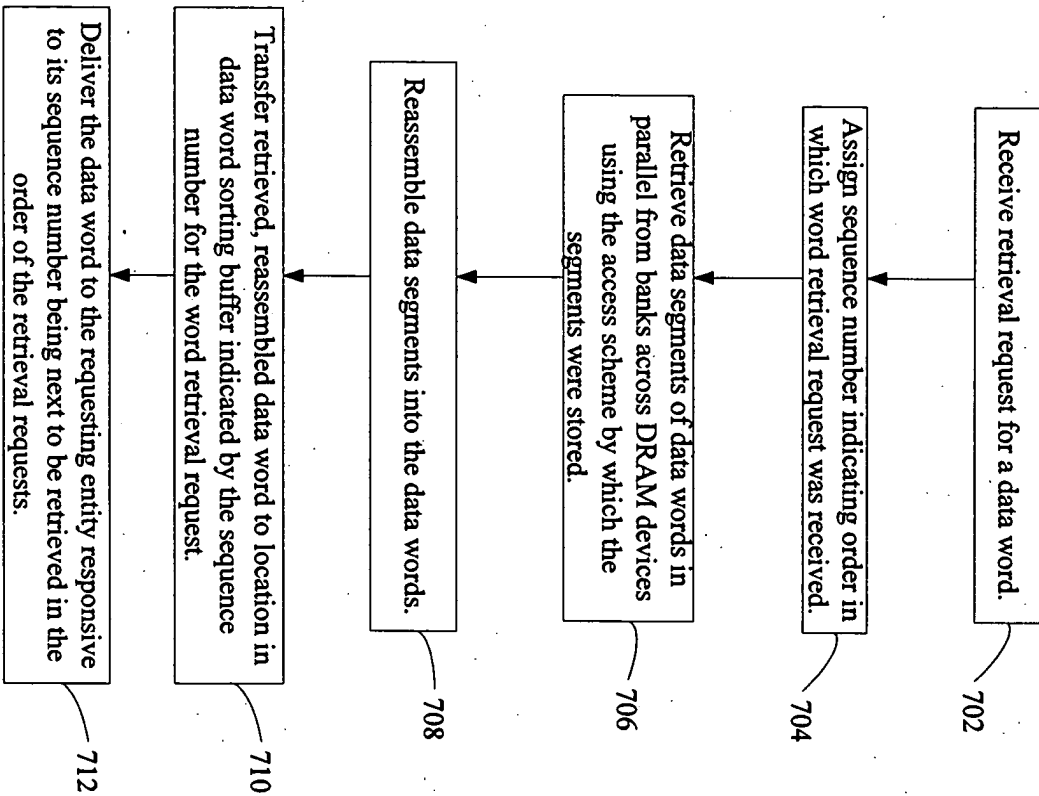 Receive retrieval request for a data word.
702
Assign sequence number indicating order in
which word retrieval request was received.
704
Retrieve data segments of data words in
parallel from banks across DRAM devices
using the access scheme by which the
segments were stored.
706
Reassemble data segments into the data words.
708
Transfer retrieved, reassembled data word to location in
data word sorting buffer indicated by the sequence
number for the word retrieval request.
710
Deliver the data word to the requesting entity responsive
to its sequence number being next to be retrieved in the
order of the retrieval requests.
712